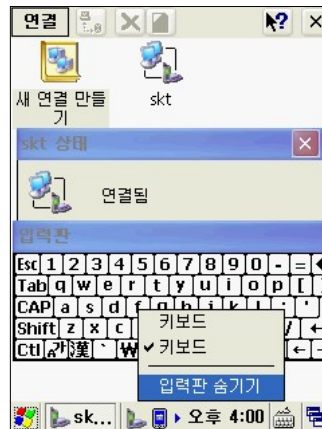 연결
새 연결 만들
기
skt
skt 상태
연결됨
입력판
Esc 1 2 3 4 5 6 7 8 9 0 - =
Tab q w e r t y u i o p [ ]
CAP a s d f g h j k l ; '
Shift z x c /
Ctl 가 漢 ` ₩
키보드
✓키보드
입력판 숨기기
sk... 오후 4:00